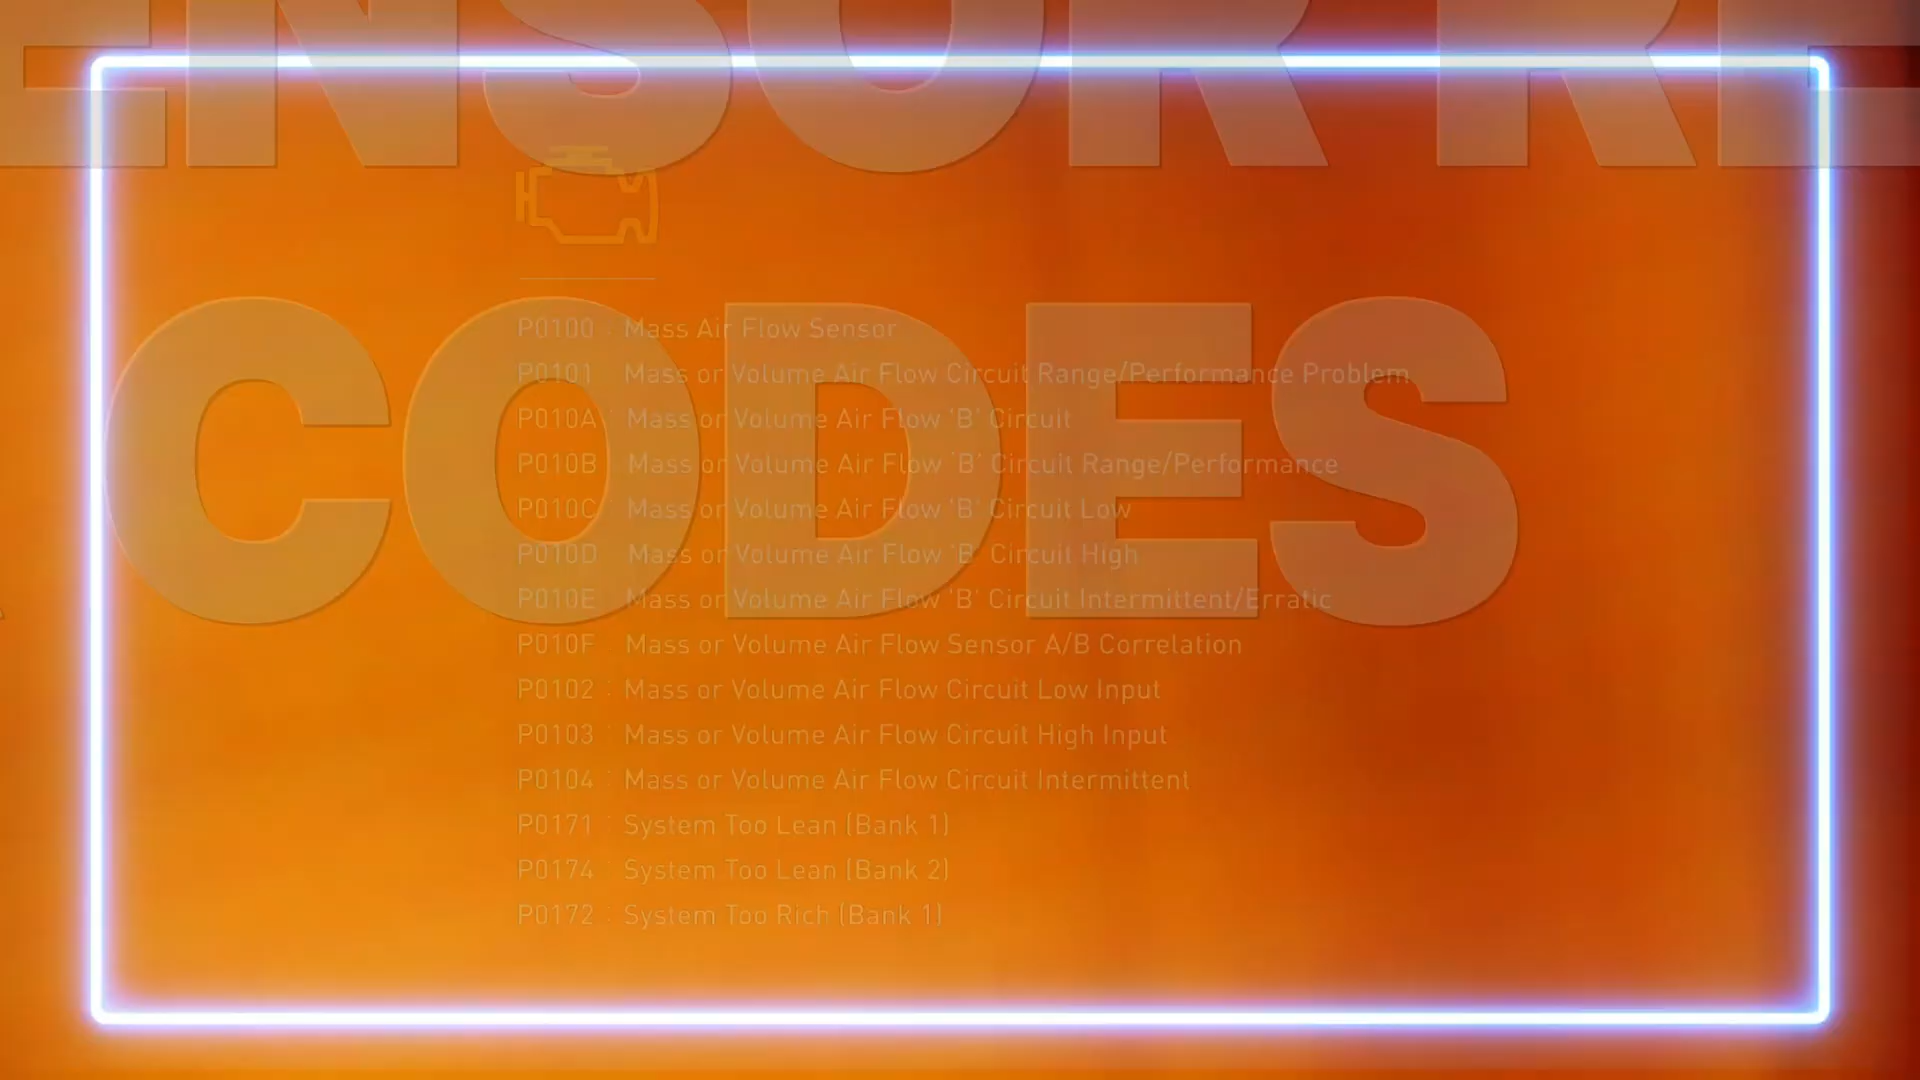 ENSOR RE
CODES
P0100 : Mass Air Flow Sensor
P0101 : Mass or Volume Air Flow Circuit Range/Performance Problem
P010A : Mass or Volume Air Flow 'B' Circuit
P010B : Mass or Volume Air Flow 'B' Circuit Range/Performance
P010C : Mass or Volume Air Flow 'B' Circuit Low
P010D : Mass or Volume Air Flow 'B' Circuit High
P010E : Mass or Volume Air Flow 'B' Circuit Intermittent/Erratic
P010F : Mass or Volume Air Flow Sensor A/B Correlation
P0102 : Mass or Volume Air Flow Circuit Low Input
P0103 : Mass or Volume Air Flow Circuit High Input
P0104 : Mass or Volume Air Flow Circuit Intermittent
P0171 : System Too Lean (Bank 1)
P0174 : System Too Lean (Bank 2)
P0172 : System Too Rich (Bank 1)